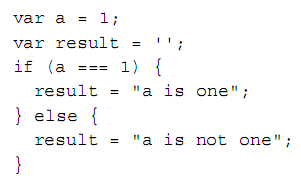 var a = 1;
var result = '';
if (a === 1) {
  result = "a is one";
} else {
  result = "a is not one";
}